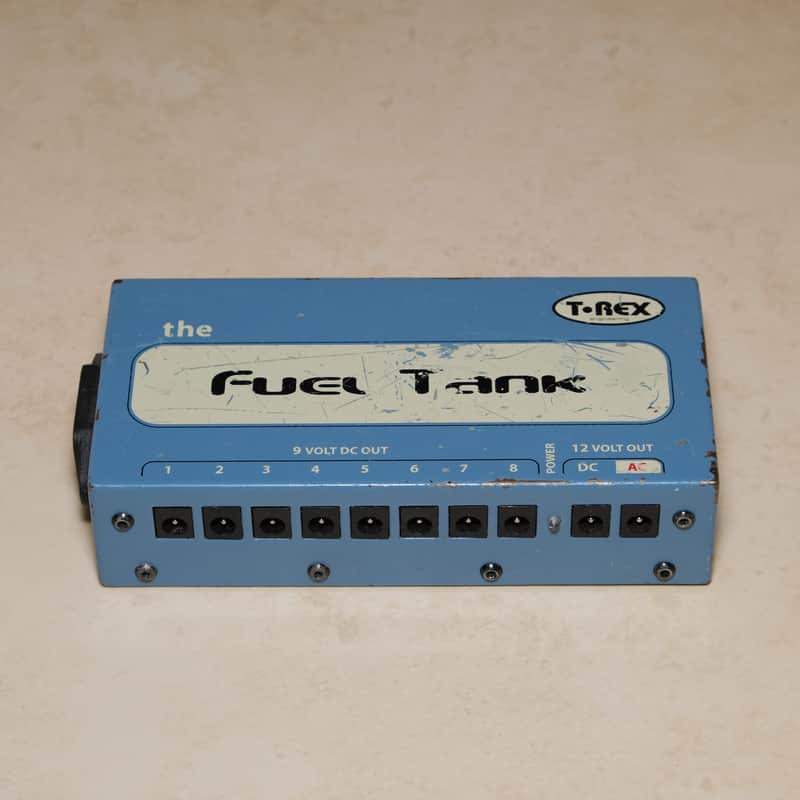 T•REX
engineering
the
Fuel Tank
9 VOLT DC OUT
1 2 3 4 5 6 7 8
POWER
12 VOLT OUT
DC AC